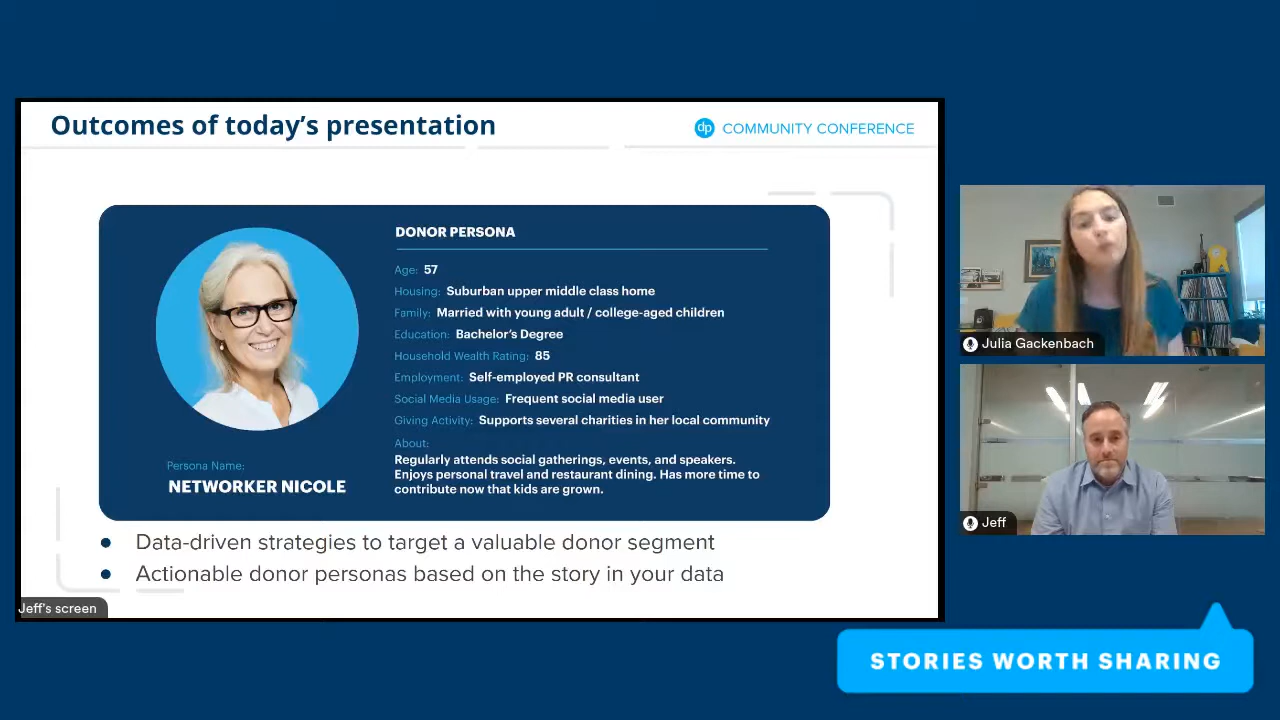 Outcomes of today's presentation
dp COMMUNITY CONFERENCE
DONOR PERSONA
Age: 57
Housing: Suburban upper middle class home
Family: Married with young adult / college-aged children
Education: Bachelor's Degree
Household Wealth Rating: 85
Employment: Self-employed PR consultant
Social Media Usage: Frequent social media user
Giving Activity: Supports several charities in her local community
About:
Regularly attends social gatherings, events, and speakers.
Enjoys personal travel and restaurant dining. Has more time to
contribute now that kids are grown.
Persona Name:
NETWORKER NICOLE
● Data-driven strategies to target a valuable donor segment
● Actionable donor personas based on the story in your data
Jeff's screen
Julia Gackenbach
Jeff
STORIES WORTH SHARING